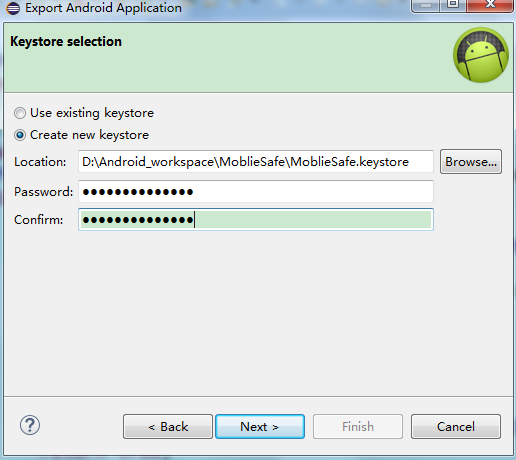 Export Android Application
Keystore selection
Use existing keystore
Create new keystore
Location: D:\Android_workspace\MoblieSafe\MoblieSafe.keystore Browse...
Password: ●●●●●●●●●●●●●●
Confirm: ●●●●●●●●●●●●●●
? < Back Next > Finish Cancel